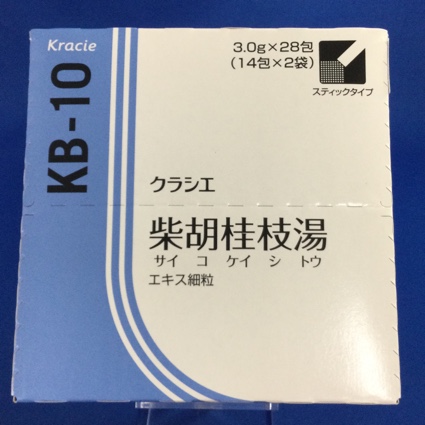 Kracie
KB-10
3.0g×28包
(14包×2袋)
スティックタイプ
クラシエ
柴胡桂枝湯
サイコケイシトウ
エキス細粒